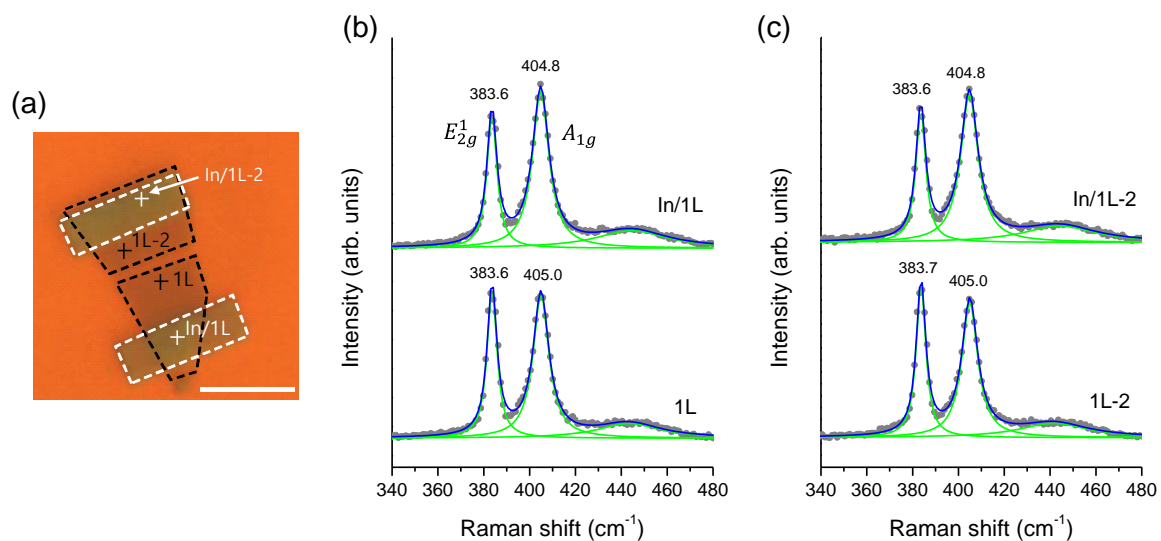 (a)
In/1L-2
1L-2
1L
In/1L
(b)
Intensity (arb. units)
383.6
404.8
E¹₂g
A₁g
In/1L
383.6
405.0
1L
340 360 380 400 420 440 460 480
Raman shift (cm⁻¹)
(c)
Intensity (arb. units)
383.6
404.8
In/1L-2
383.7
405.0
1L-2
340 360 380 400 420 440 460 480
Raman shift (cm⁻¹)